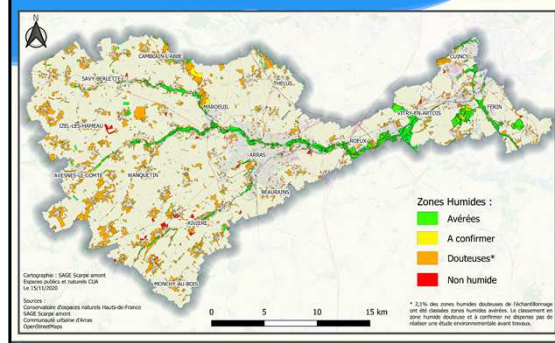 N
CAMBLAIN-L'ABBE
CUINCY
SAVY-BERLETTE
THELUS
MAROEUIL
VITRY-EN-ARTOIS
FERIN
IZEL-LES-HAMEAU
ROEUX
ARRAS
AVESNES-LE-COMTE
WANQUETIN
BEAURAINS
RIVIERE
MONCHY-AU-BOIS
Zones Humides :
Avérées
A confirmer
Douteuses*
Non humide
Cartographie : SAGE Scarpe amont
Espaces publics et naturels CUA
Le 15/11/2020
Sources :
Conservatoire d'espaces naturels Hauts-de-France
SAGE Scarpe amont
Communauté urbaine d'Arras
OpenStreetMaps
0 5 10 15 km
* 2,1% des zones humides douteuses de l'échantillonnage
ont été classées zones humides avérées. Le classement en
zone humide douteuse et à confirmer ne dispense pas de
réaliser une étude environnementale avant travaux.